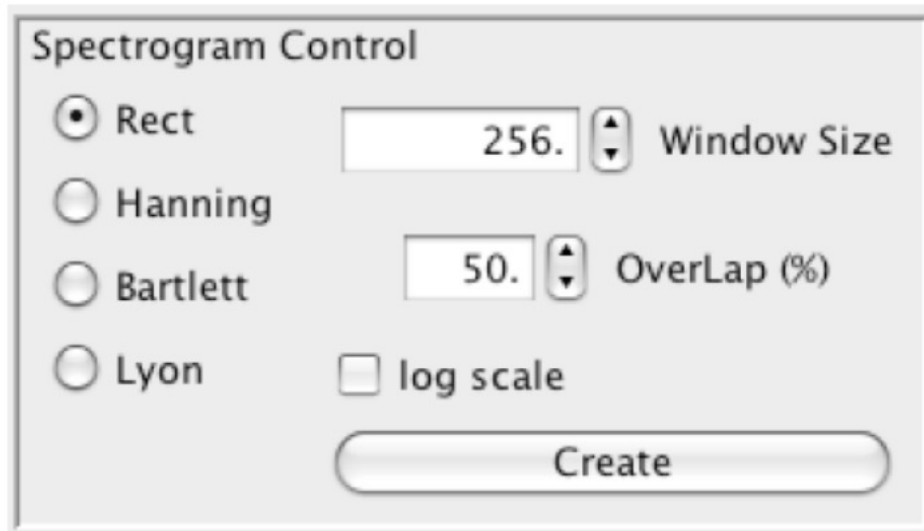 Spectrogram Control
Rect
256. Window Size
Hanning
50. OverLap (%)
Bartlett
Lyon
log scale
Create